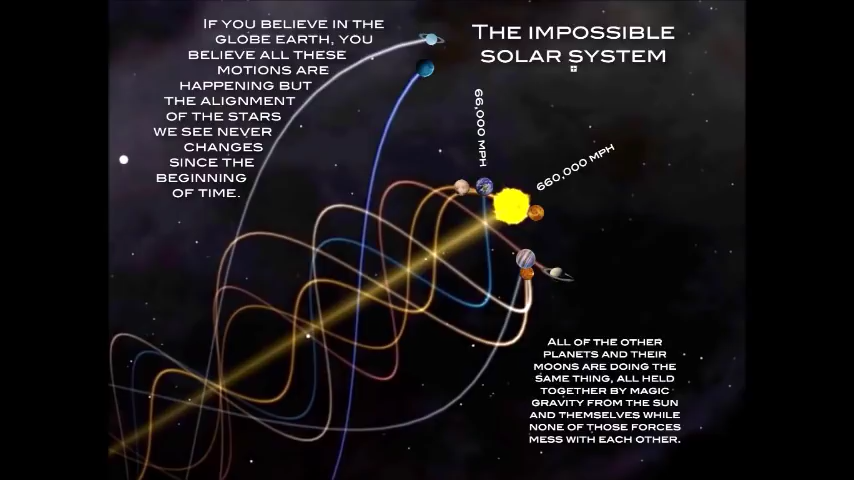 If you believe in the
globe earth, you
believe all these
motions are
happening but
the alignment
of the stars
we see never
changes
since the
beginning
of time.
The impossible
solar system
66,000 mph
660,000 mph
All of the other
planets and their
moons are doing the
same thing, all held
together by magic
gravity from the sun
and themselves while
none of those forces
mess with each other.